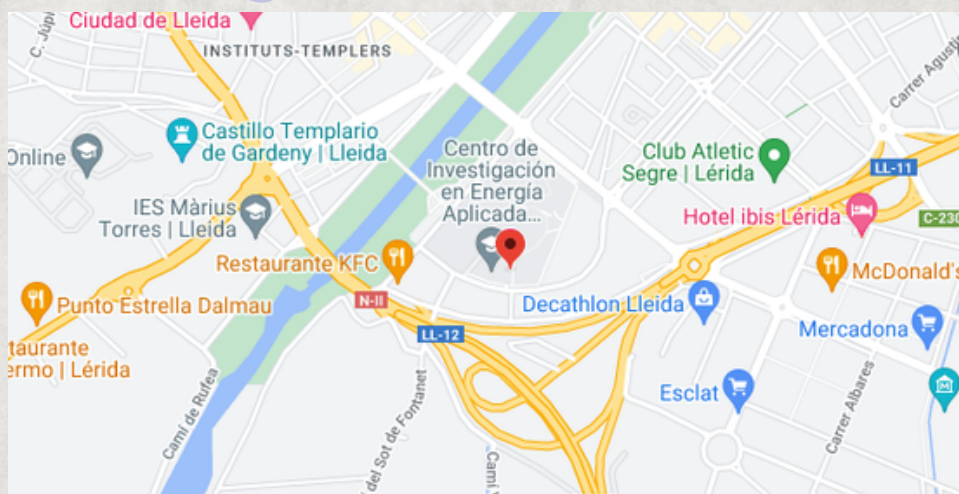 Ciudad de Lleida
C. Júpi
INSTITUTS-TEMPLERS
Carrer Agustí
Castillo Templario
de Gardeny | Lleida
Online
Centro de
Investigación
en Energía
Aplicada...
Club Atletic
Segre | Lérida
LL-11
IES Màrius
Torres | Lleida
Hotel ibis Lérida
C-230
Restaurante KFC
McDonald's
Punto Estrella Dalmau
N-II
Decathlon Lleida
LL-12
Mercadona
taurante
ermo | Lérida
Esclat
Camí de Rufea
del Sot de Fontanet
Camí
Carrer Albares
M